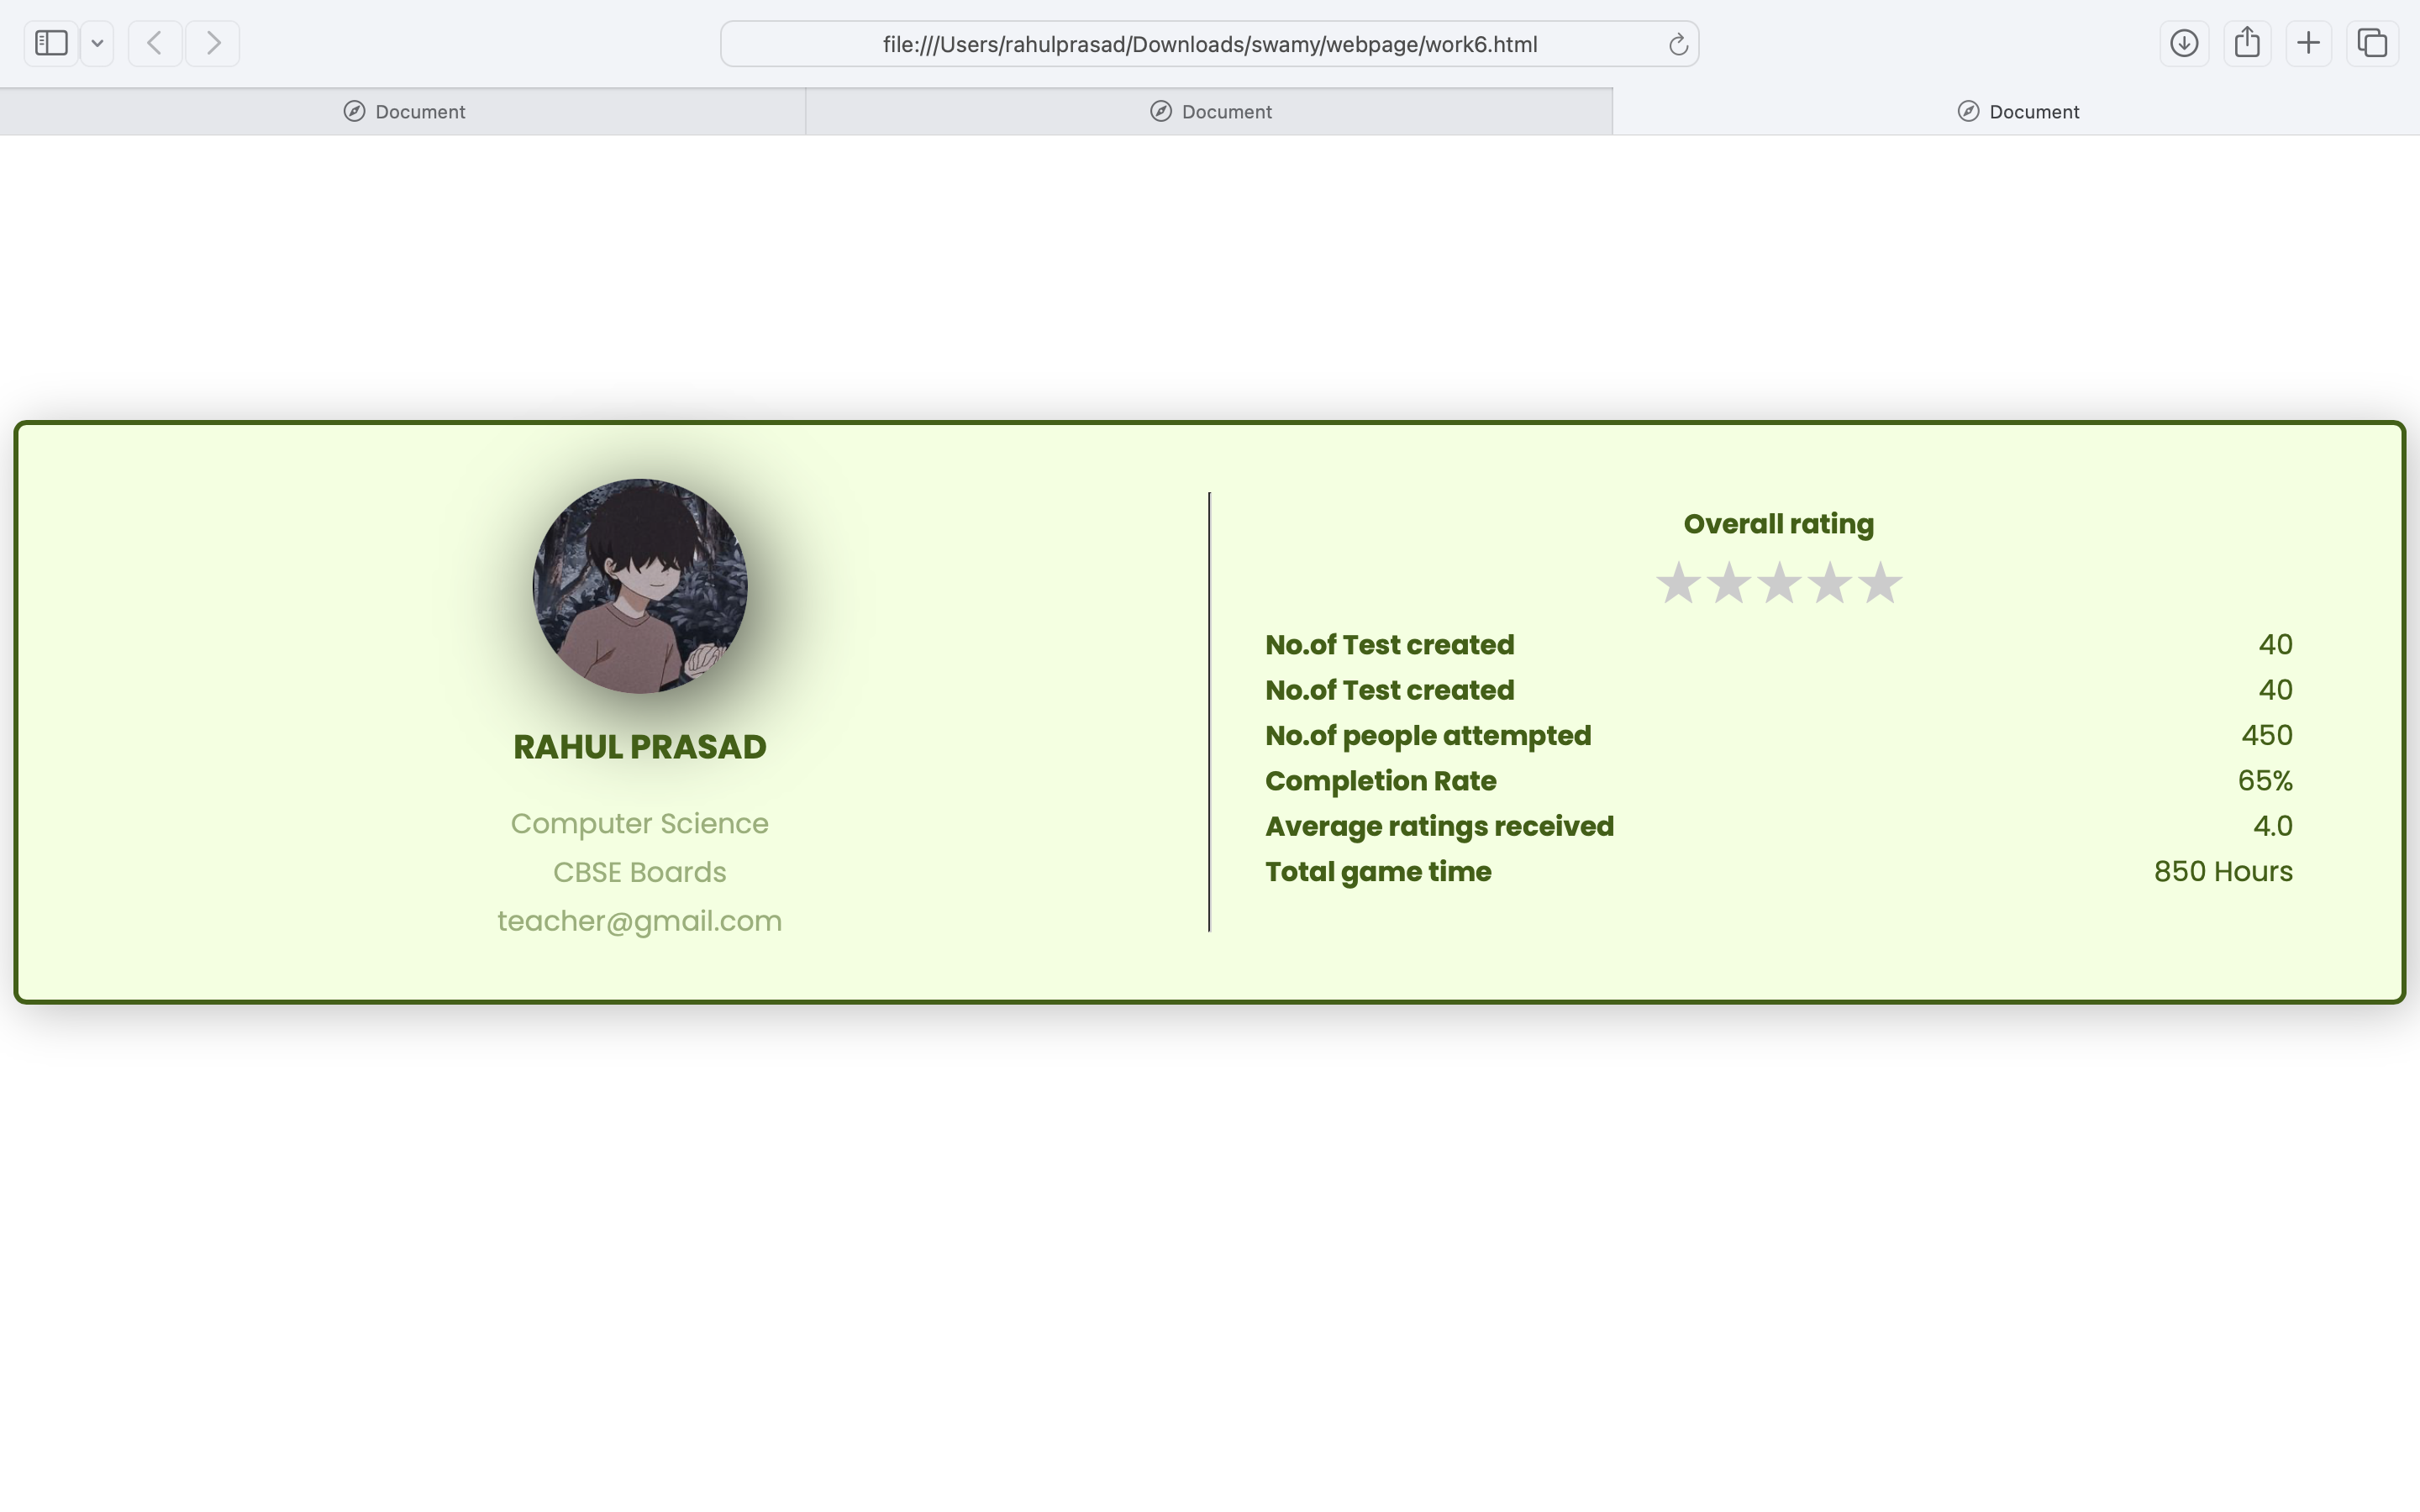 file:///Users/rahulprasad/Downloads/swamy/webpage/work6.html
Document
Document
Document
RAHUL PRASAD
Computer Science
CBSE Boards
teacher@gmail.com
Overall rating
No.of Test created 40
No.of Test created 40
No.of people attempted 450
Completion Rate 65%
Average ratings received 4.0
Total game time 850 Hours